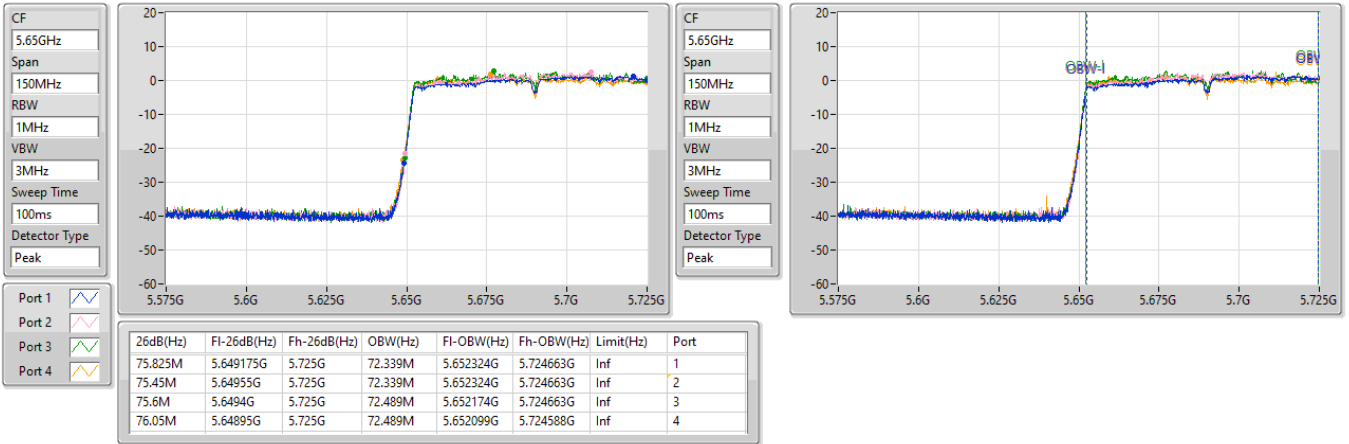 CF
5.65GHz
Span
150MHz
RBW
1MHz
VBW
3MHz
Sweep Time
100ms
Detector Type
Peak
Port 1
Port 2
Port 3
Port 4
20
10
0
-10
-20
-30
-40
-50
-60
5.575G 5.6G 5.625G 5.65G 5.675G 5.7G 5.725G
CF
5.65GHz
Span
150MHz
RBW
1MHz
VBW
3MHz
Sweep Time
100ms
Detector Type
Peak
20
10
0
-10
-20
-30
-40
-50
-60
OBW-l
OBV
5.575G 5.6G 5.625G 5.65G 5.675G 5.7G 5.725G
26dB(Hz) Fl-26dB(Hz) Fh-26dB(Hz) OBW(Hz) Fl-OBW(Hz) Fh-OBW(Hz) Limit(Hz) Port
75.825M 5.649175G 5.725G 72.339M 5.652324G 5.724663G Inf 1
75.45M 5.64955G 5.725G 72.339M 5.652324G 5.724663G Inf 2
75.6M 5.6494G 5.725G 72.489M 5.652174G 5.724663G Inf 3
76.05M 5.64895G 5.725G 72.489M 5.652099G 5.724588G Inf 4